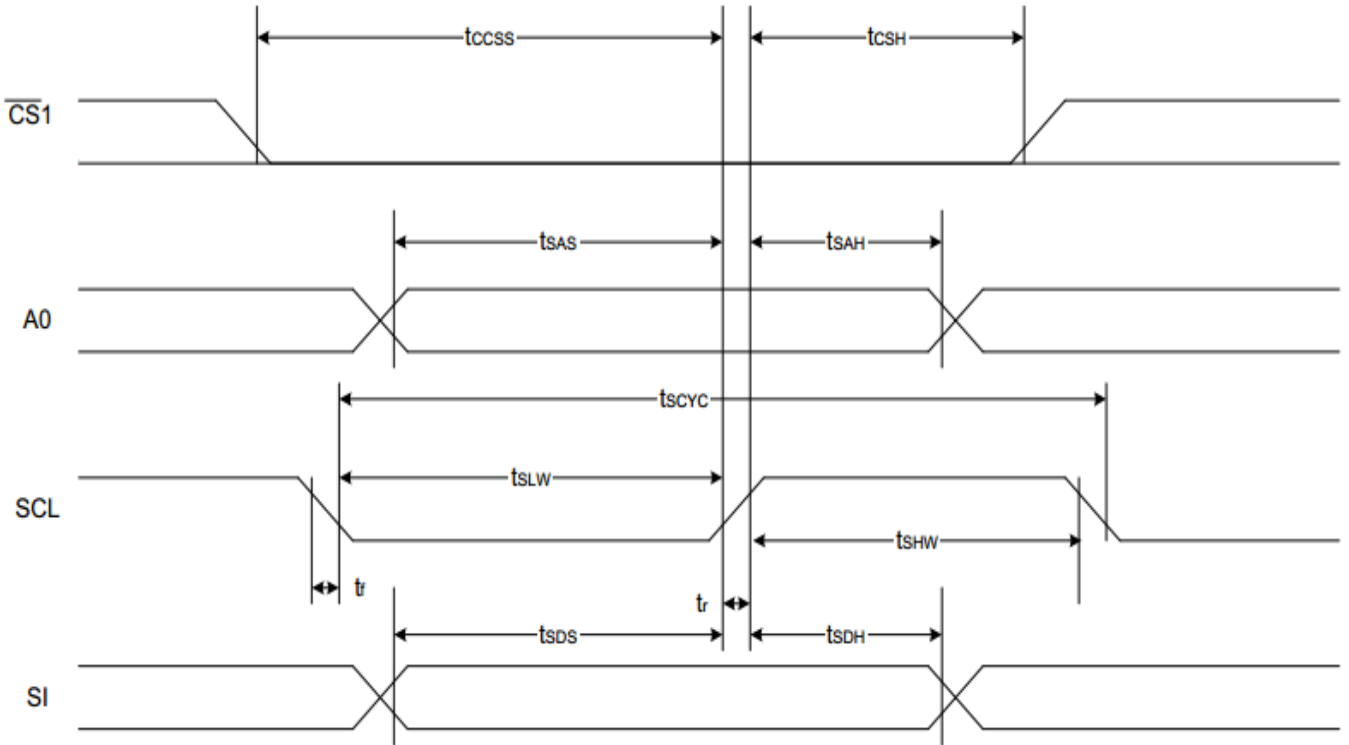 tCCSS tCSH
CS1
tSAS tSAH
A0
tSCYC
tSLW
SCL
tSHW
tf
tr
tSDS tSDH
SI